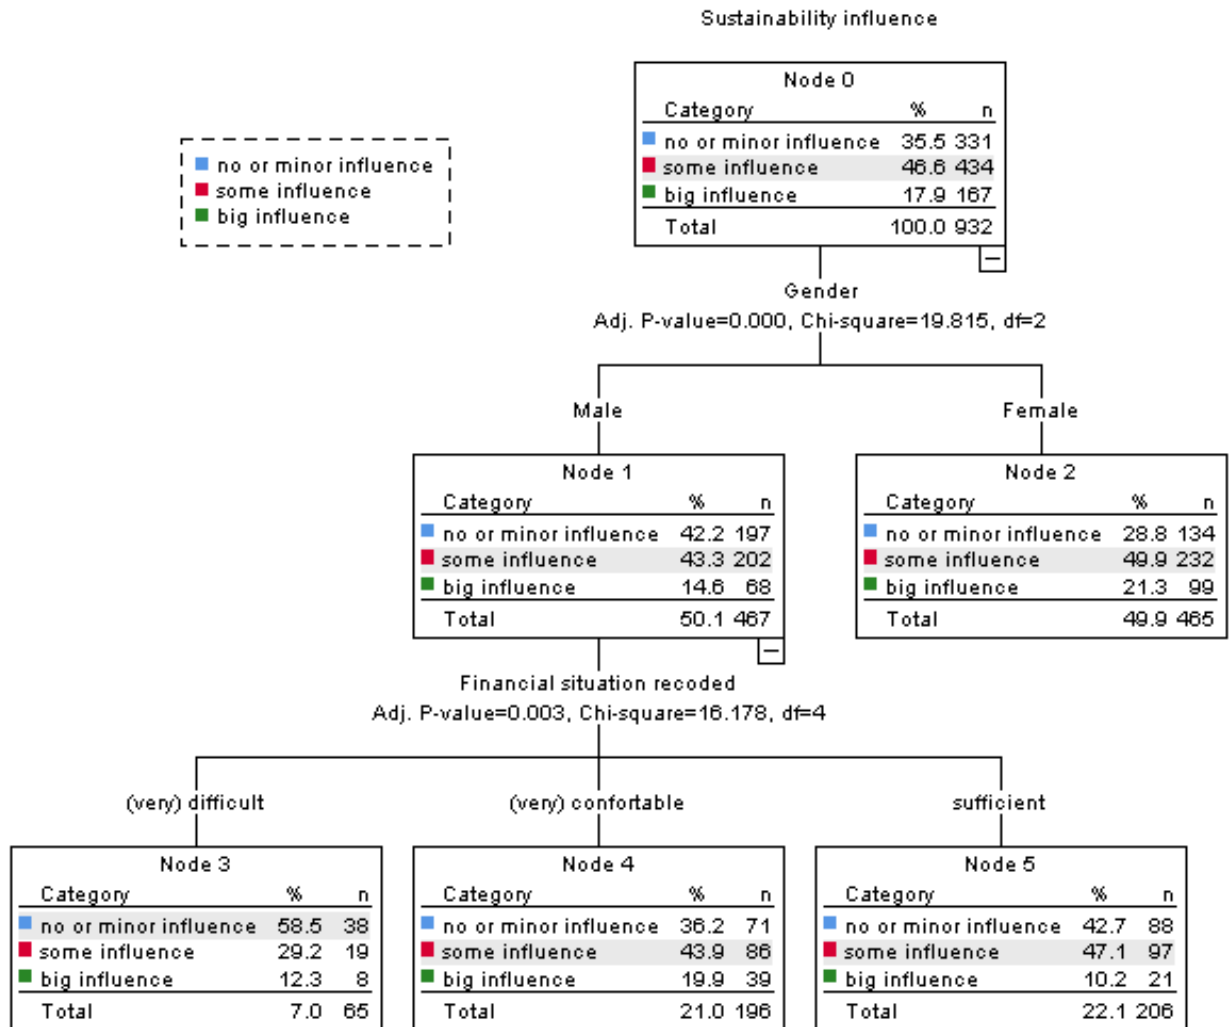 Sustainability influence
Node 0
Category % n
no or minor influence 35.5 331
some influence 46.6 434
big influence 17.9 167
Total 100.0 932
no or minor influence
some influence
big influence
Gender
Adj. P-value=0.000, Chi-square=19.815, df=2
Male
Female
Node 1
Category % n
no or minor influence 42.2 197
some influence 43.3 202
big influence 14.6 68
Total 50.1 467
Node 2
Category % n
no or minor influence 28.8 134
some influence 49.9 232
big influence 21.3 99
Total 49.9 465
Financial situation recoded
Adj. P-value=0.003, Chi-square=16.178, df=4
(very) difficult
(very) confortable
sufficient
Node 3
Category % n
no or minor influence 58.5 38
some influence 29.2 19
big influence 12.3 8
Total 7.0 65
Node 4
Category % n
no or minor influence 36.2 71
some influence 43.9 86
big influence 19.9 39
Total 21.0 196
Node 5
Category % n
no or minor influence 42.7 88
some influence 47.1 97
big influence 10.2 21
Total 22.1 206